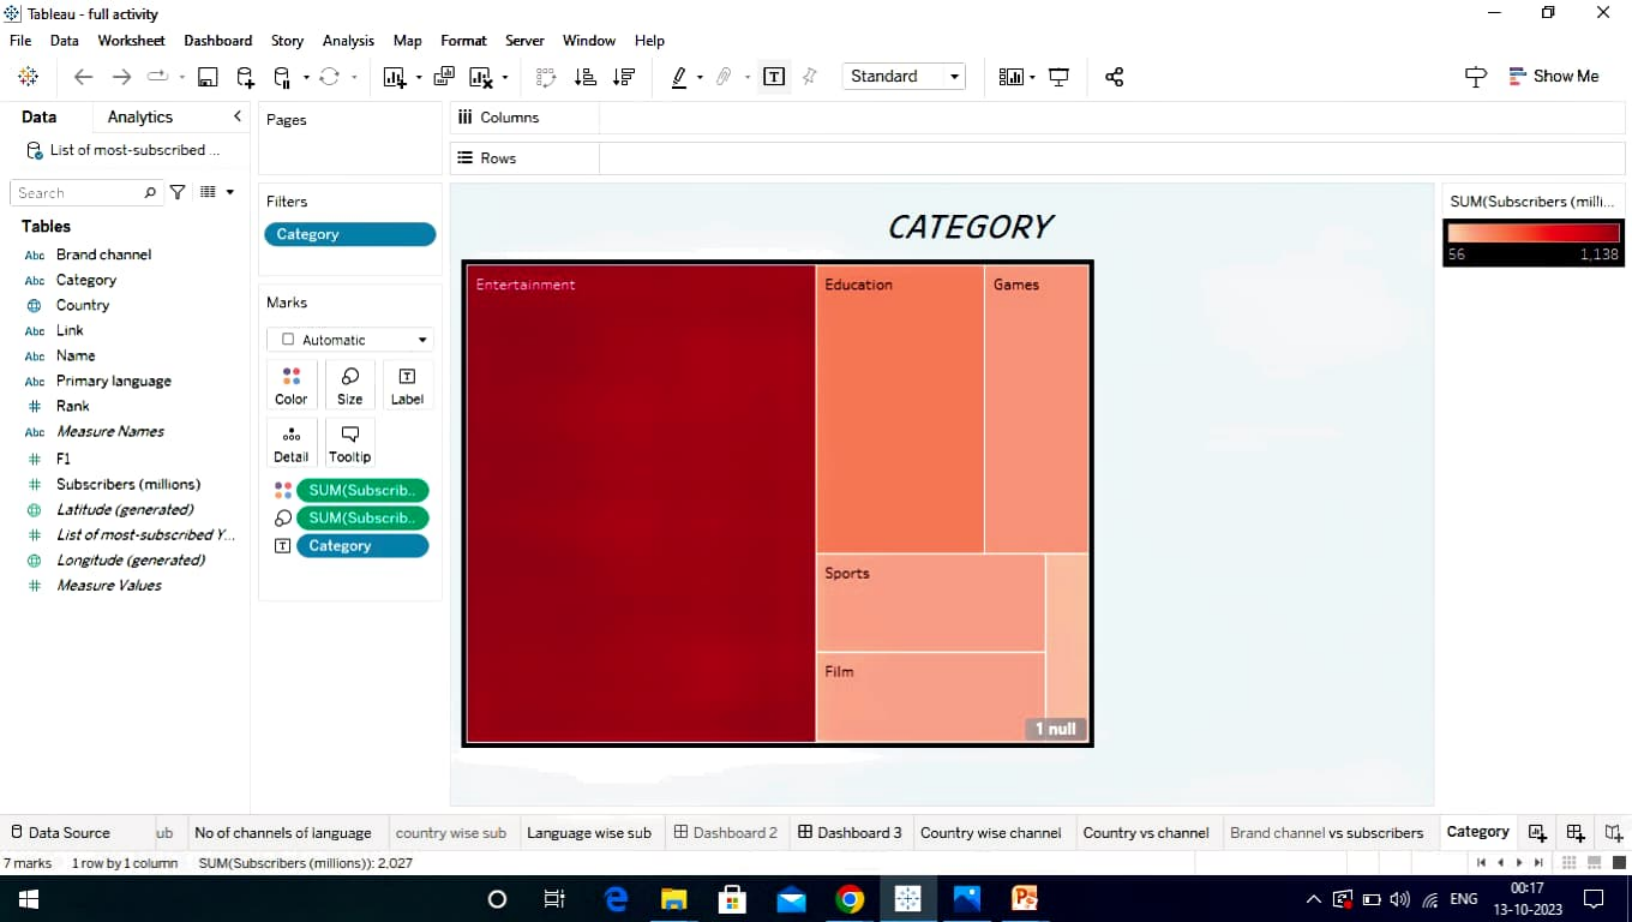 Tableau - full activity
File Data Worksheet Dashboard Story Analysis Map Format Server Window Help
Standard
Show Me
Data Analytics
List of most-subscribed ...
Search
Tables
Abc Brand channel
Abc Category
Country
Abc Link
Abc Name
Abc Primary language
# Rank
Abc Measure Names
# F1
# Subscribers (millions)
Latitude (generated)
# List of most-subscribed Y...
Longitude (generated)
# Measure Values
Pages
Filters
Category
Marks
Automatic
Color Size Label
Detail Tooltip
SUM(Subscrib..
SUM(Subscrib..
Category
Columns
Rows
CATEGORY
Entertainment
Education
Games
Sports
Film
1 null
SUM(Subscribers (milli...
56 1,138
Data Source ub No of channels of language country wise sub Language wise sub Dashboard 2 Dashboard 3 Country wise channel Country vs channel Brand channel vs subscribers Category
7 marks 1 row by 1 column SUM(Subscribers (millions)): 2,027
ENG
00:17
13-10-2023